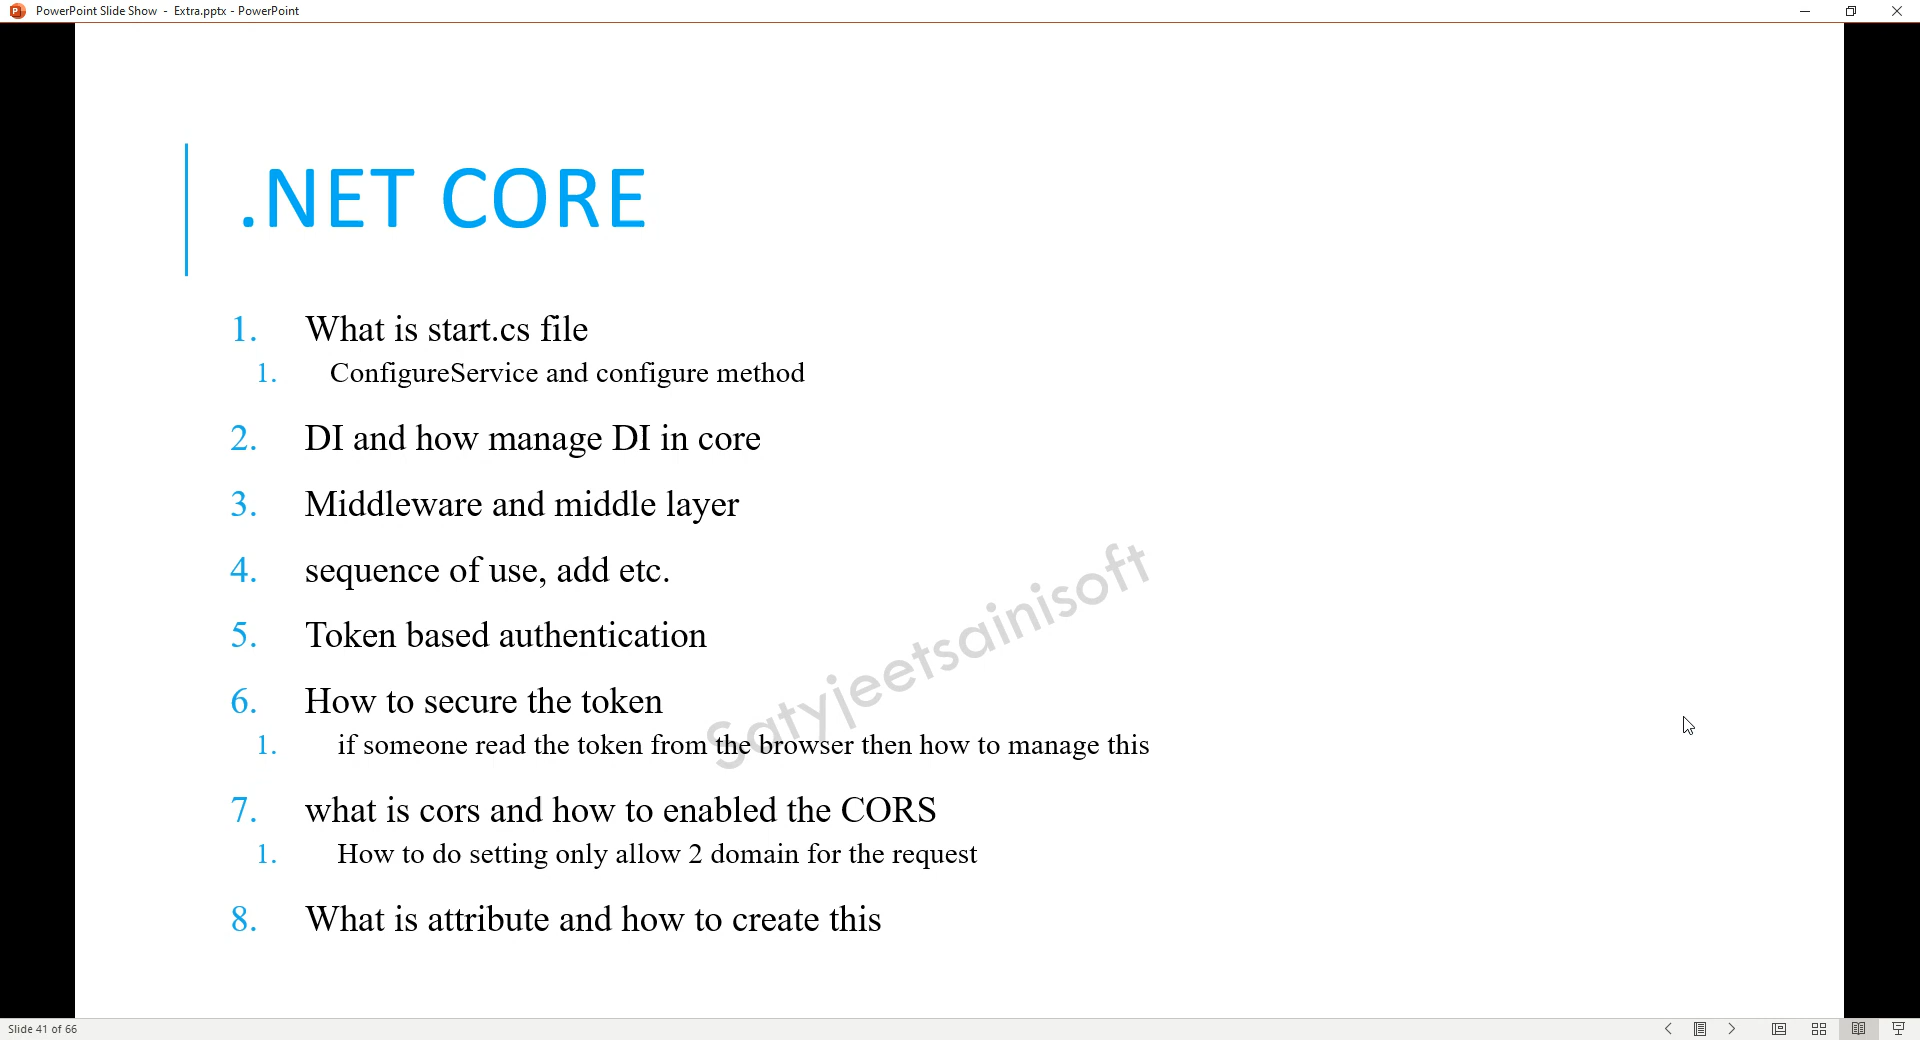 PowerPoint Slide Show - Extra.pptx - PowerPoint
.NET CORE
1. What is start.cs file
1. ConfigureService and configure method
2. DI and how manage DI in core
3. Middleware and middle layer
4. sequence of use, add etc.
5. Token based authentication
6. How to secure the token
1. if someone read the token from the browser then how to manage this
7. what is cors and how to enabled the CORS
1. How to do setting only allow 2 domain for the request
8. What is attribute and how to create this
Satyjeetsainisoft
Slide 41 of 66